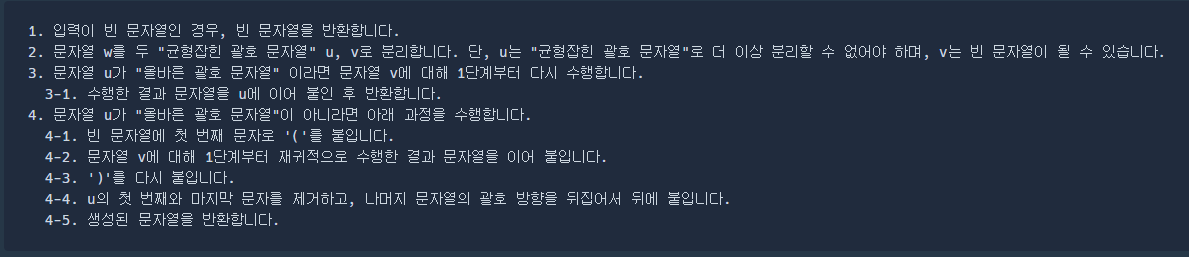 1. 입력이 빈 문자열인 경우, 빈 문자열을 반환합니다.
2. 문자열 w를 두 "균형잡힌 괄호 문자열" u, v로 분리합니다. 단, u는 "균형잡힌 괄호 문자열"로 더 이상 분리할 수 없어야 하며, v는 빈 문자열이 될 수 있습니다.
3. 문자열 u가 "올바른 괄호 문자열" 이라면 문자열 v에 대해 1단계부터 다시 수행합니다.
3-1. 수행한 결과 문자열을 u에 이어 붙인 후 반환합니다.
4. 문자열 u가 "올바른 괄호 문자열"이 아니라면 아래 과정을 수행합니다.
4-1. 빈 문자열에 첫 번째 문자로 '('를 붙입니다.
4-2. 문자열 v에 대해 1단계부터 재귀적으로 수행한 결과 문자열을 이어 붙입니다.
4-3. ')'를 다시 붙입니다.
4-4. u의 첫 번째와 마지막 문자를 제거하고, 나머지 문자열의 괄호 방향을 뒤집어서 뒤에 붙입니다.
4-5. 생성된 문자열을 반환합니다.